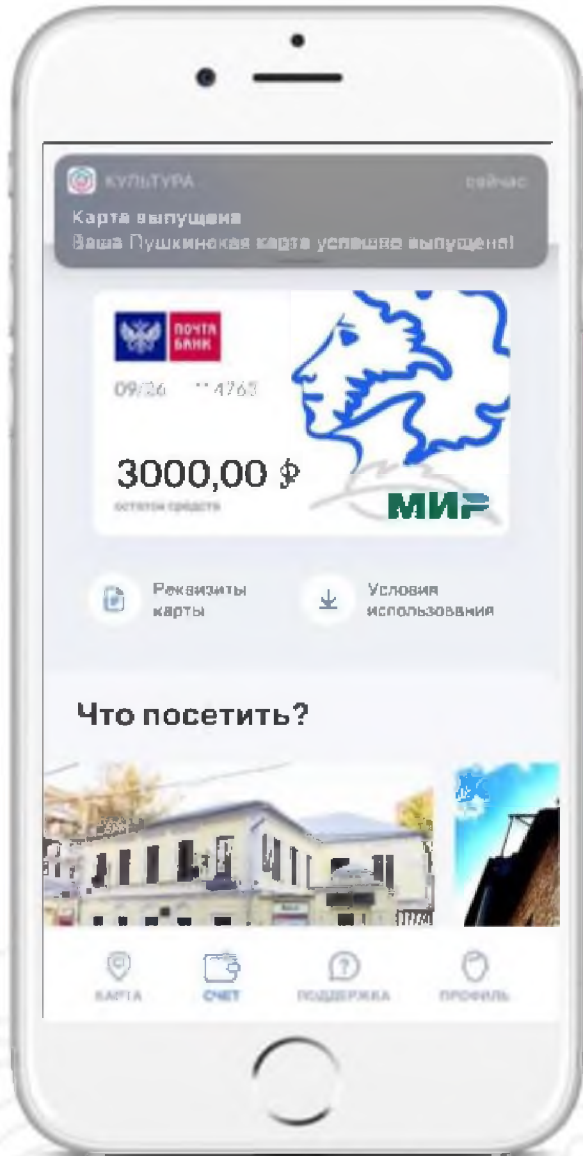 КУЛЬТУРА сейчас
Карта выпущена
Ваша Пушкинская карта успешно выпущена!
ПОЧТА
БАНК
09/26 **4763
3000,00 ₽
остаток средств
МИР
Реквизиты
карты
Условия
использования
Что посетить?
КАРТА СЧЕТ ПОДДЕРЖКА ПРОФИЛЬ